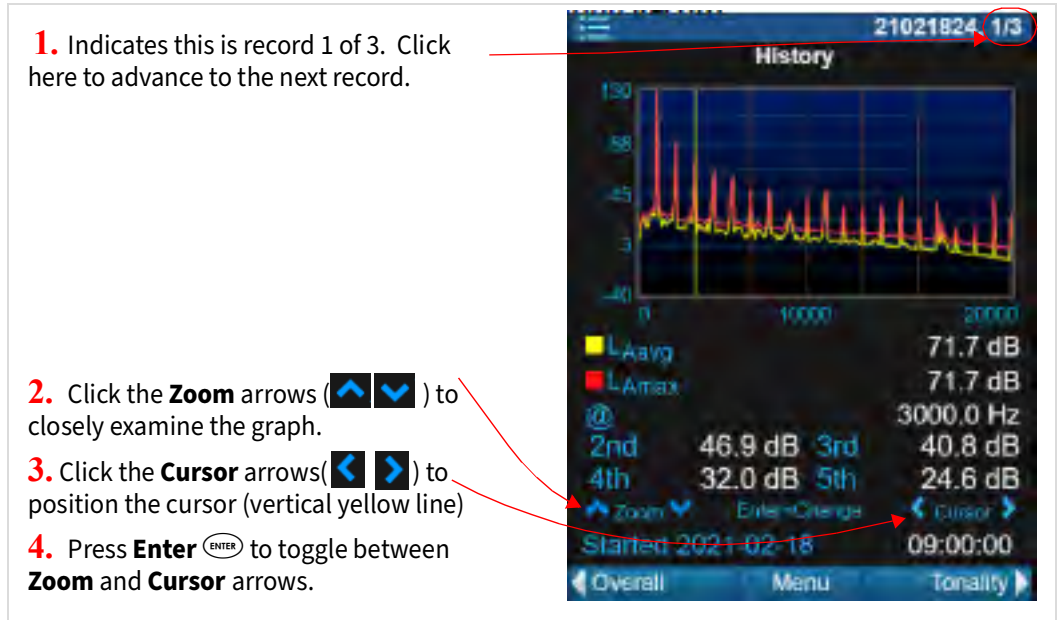 1. Indicates this is record 1 of 3. Click
here to advance to the next record.
2. Click the Zoom arrows ( ) to
closely examine the graph.
3. Click the Cursor arrows( ) to
position the cursor (vertical yellow line)
4. Press Enter ENTER to toggle between
Zoom and Cursor arrows.
21021824, 1/3
History
130
88
45
3
-40
0 10000 20000
LAavg 71.7 dB
LAmax 71.7 dB
@ 3000.0 Hz
2nd 46.9 dB 3rd 40.8 dB
4th 32.0 dB 5th 24.6 dB
Zoom Enter=Change Cursor
Started 2021-02-18 09:00:00
Overall Menu Tonality